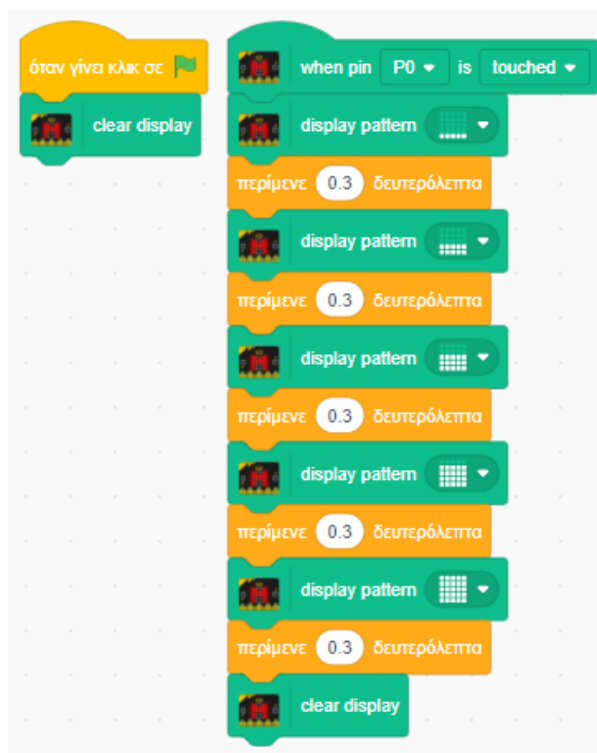 όταν γίνει κλικ σε
clear display
when pin P0 is touched
display pattern
περίμενε 0.3 δευτερόλεπτα
display pattern
περίμενε 0.3 δευτερόλεπτα
display pattern
περίμενε 0.3 δευτερόλεπτα
display pattern
περίμενε 0.3 δευτερόλεπτα
display pattern
περίμενε 0.3 δευτερόλεπτα
clear display